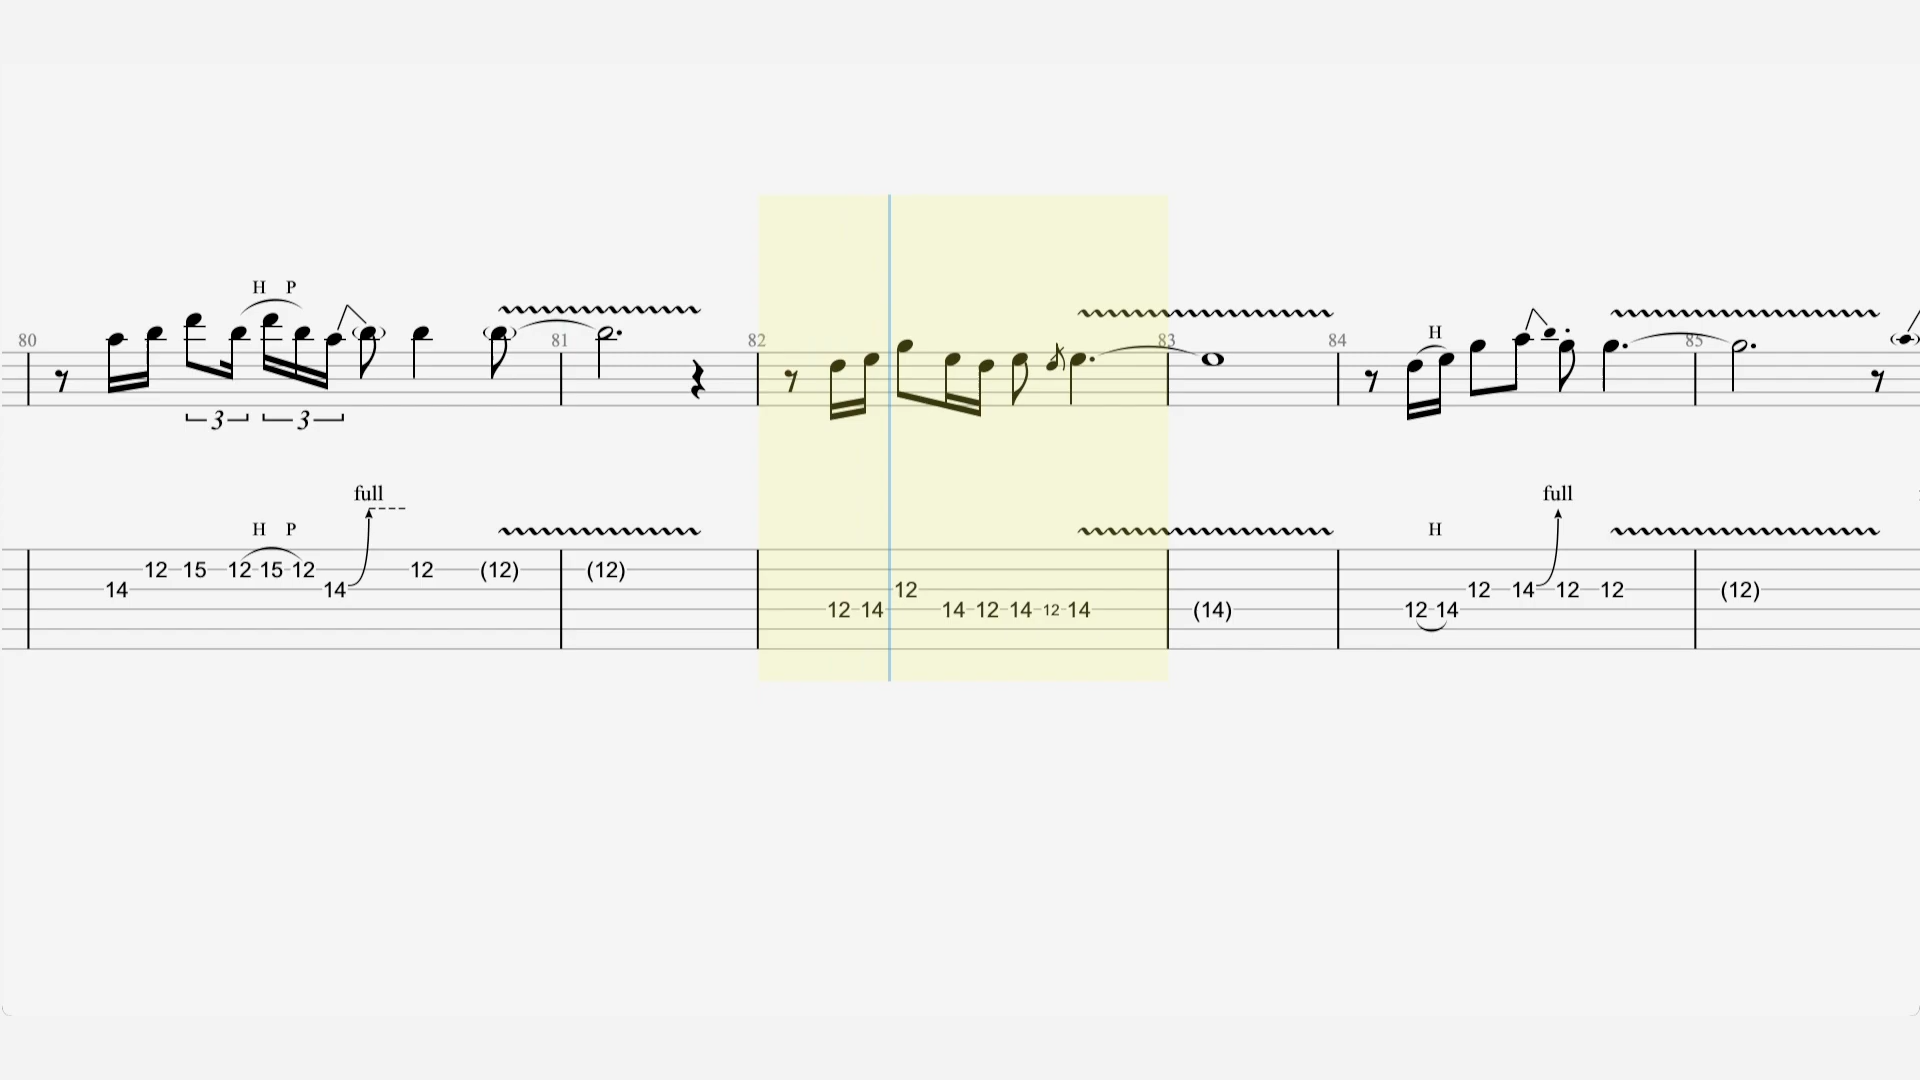 H P H
80 81 82 83 84 85
3 3
full full
H P H
12 15 12 15 12 12 (12) (12)
14 14 12 12 14 12 12 (12)
12 14 14 12 14 12 14 (14) 12 14